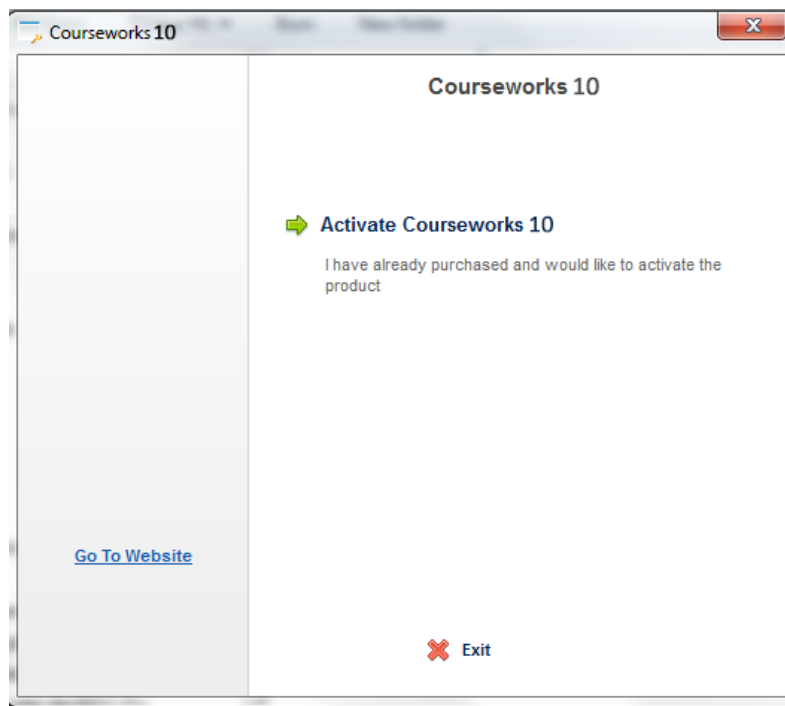 Courseworks 10
Courseworks 10
Activate Courseworks 10
I have already purchased and would like to activate the
product
Go To Website
Exit